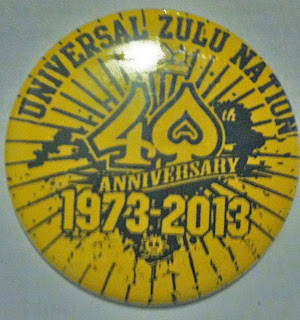 UNIVERSAL ZULU NATION
40th
ANNIVERSARY
1973-2013